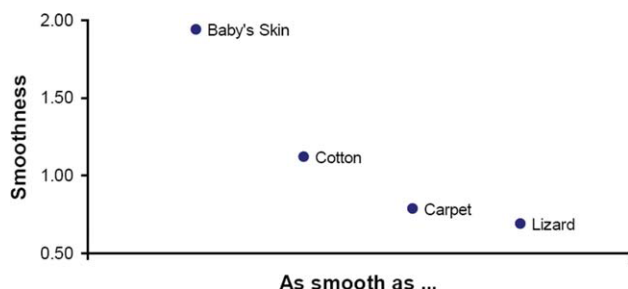 2.00
Baby's Skin
1.50
Smoothness
Cotton
1.00
Carpet
Lizard
0.50
As smooth as ...